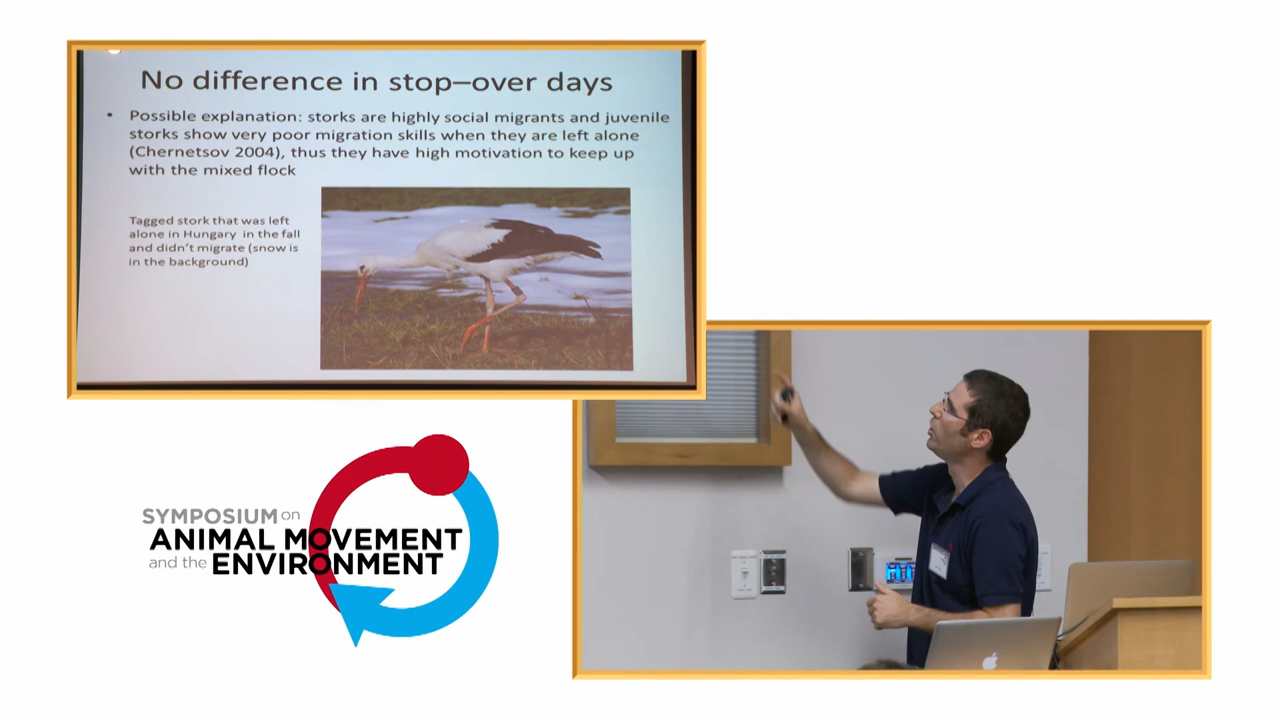 No difference in stop–over days
• Possible explanation: storks are highly social migrants and juvenile
storks show very poor migration skills when they are left alone
(Chernetsov 2004), thus they have high motivation to keep up
with the mixed flock
Tagged stork that was left
alone in Hungary in the fall
and didn't migrate (snow is
in the background)
SYMPOSIUM on
ANIMAL MOVEMENT
and the ENVIRONMENT